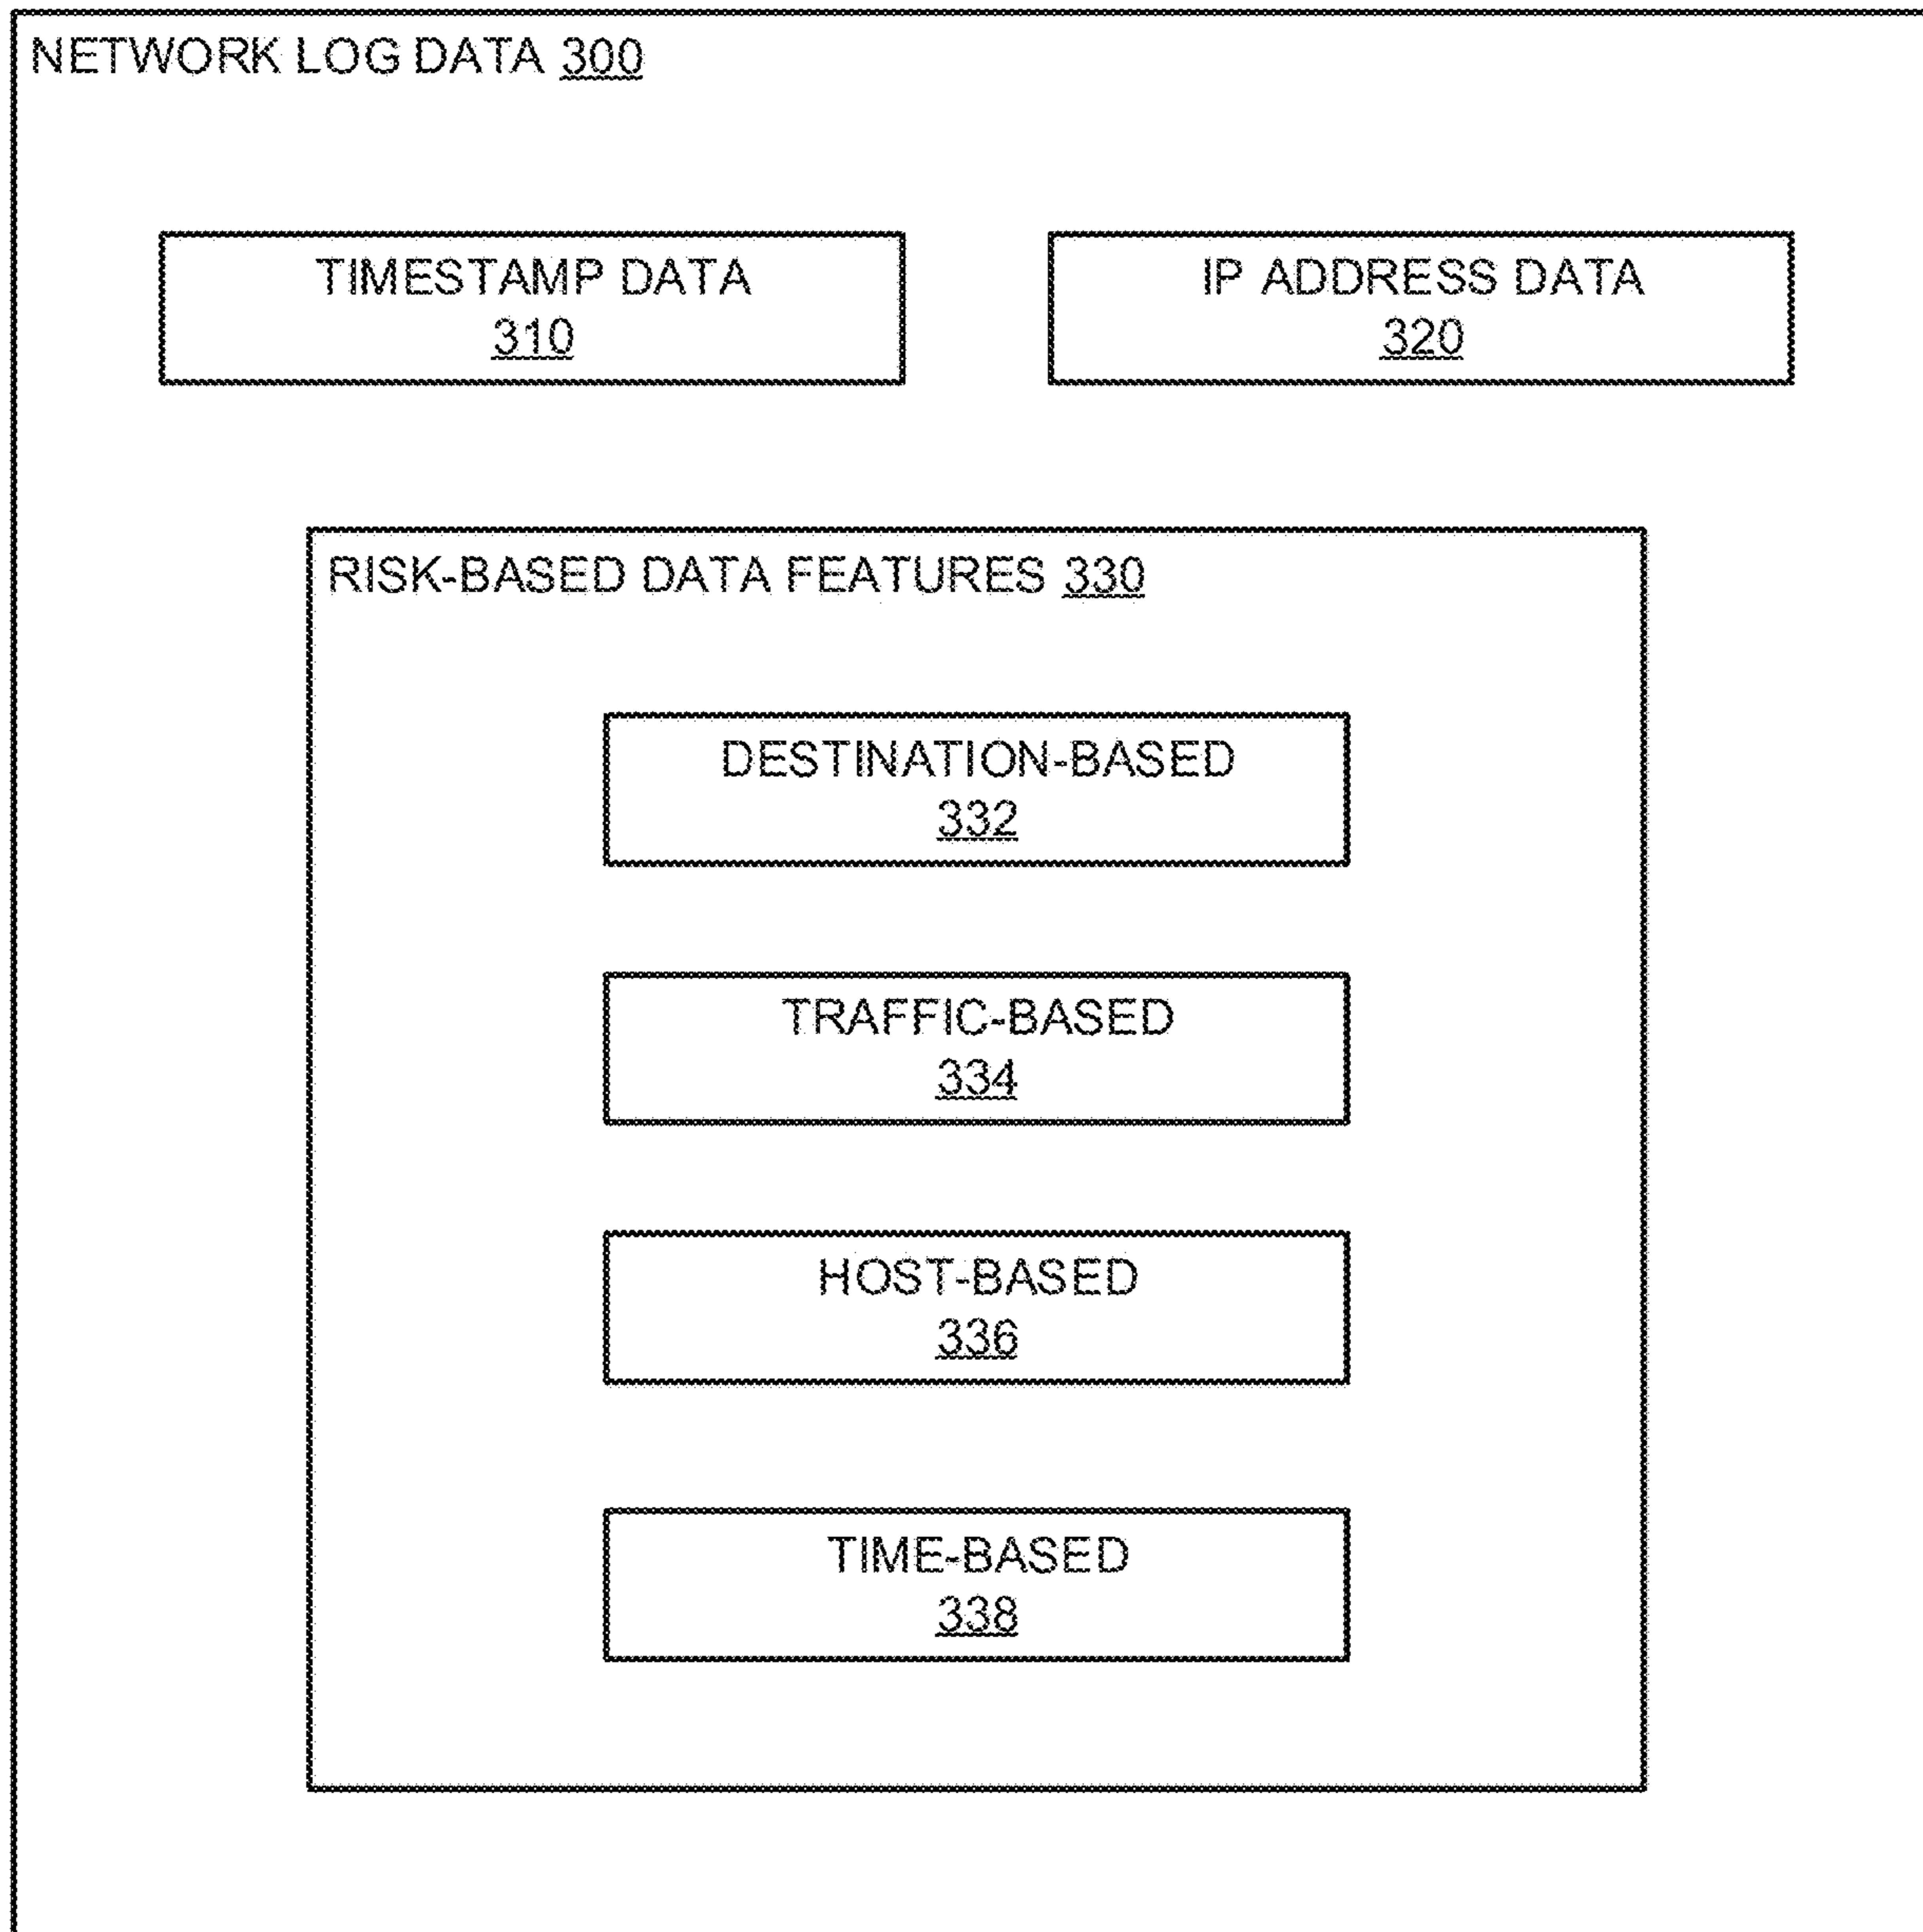 NETWORK LOG DATA 300
TIMESTAMP DATA
310
IP ADDRESS DATA
320
RISK-BASED DATA FEATURES 330
DESTINATION-BASED
332
TRAFFIC-BASED
334
HOST-BASED
336
TIME-BASED
338